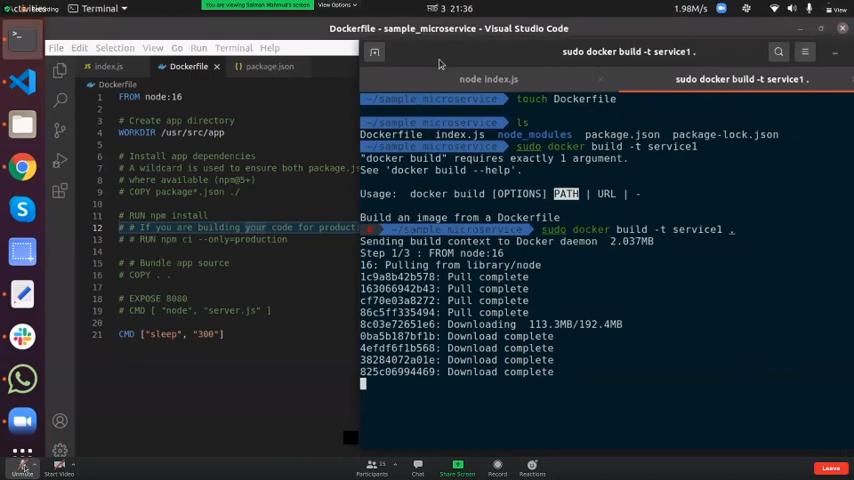 Activities
Recording
Terminal
You are viewing Salman Mahmud's screen
View Options
21:36
1.98M/s
View
Dockerfile - sample_microservice - Visual Studio Code
File Edit Selection View Go Run Terminal Help
index.js
Dockerfile
package.json
Dockerfile
1 FROM node:16
2
3 # Create app directory
4 WORKDIR /usr/src/app
5
6 # Install app dependencies
7 # A wildcard is used to ensure both package.js
8 # where available (npm@5+)
9 # COPY package*.json ./
10
11 # RUN npm install
12 # # If you are building your code for product
13 # # RUN npm ci --only=production
14
15 # # Bundle app source
16 # COPY . .
17
18 # EXPOSE 8080
19 # CMD [ "node", "server.js" ]
20
21 CMD ["sleep", "300"]
sudo docker build -t service1 .
node index.js
sudo docker build -t service1 .
~/sample_microservice touch Dockerfile
~/sample_microservice ls
Dockerfile index.js node_modules package.json package-lock.json
~/sample_microservice sudo docker build -t service1
"docker build" requires exactly 1 argument.
See 'docker build --help'.
Usage: docker build [OPTIONS] PATH | URL | -
Build an image from a Dockerfile
~/sample_microservice sudo docker build -t service1 .
Sending build context to Docker daemon 2.037MB
Step 1/3 : FROM node:16
16: Pulling from library/node
1c9a8b42b578: Pull complete
163066942b43: Pull complete
cf70e03a8272: Pull complete
86c5ff335494: Pull complete
8c03e72651e6: Downloading 113.3MB/192.4MB
0ba5b187bf1b: Download complete
4efdf6f1b568: Download complete
38284072a01e: Download complete
825c06994469: Download complete
Unmute
Start Video
Participants
15
Chat
Share Screen
Record
Reactions
Leave